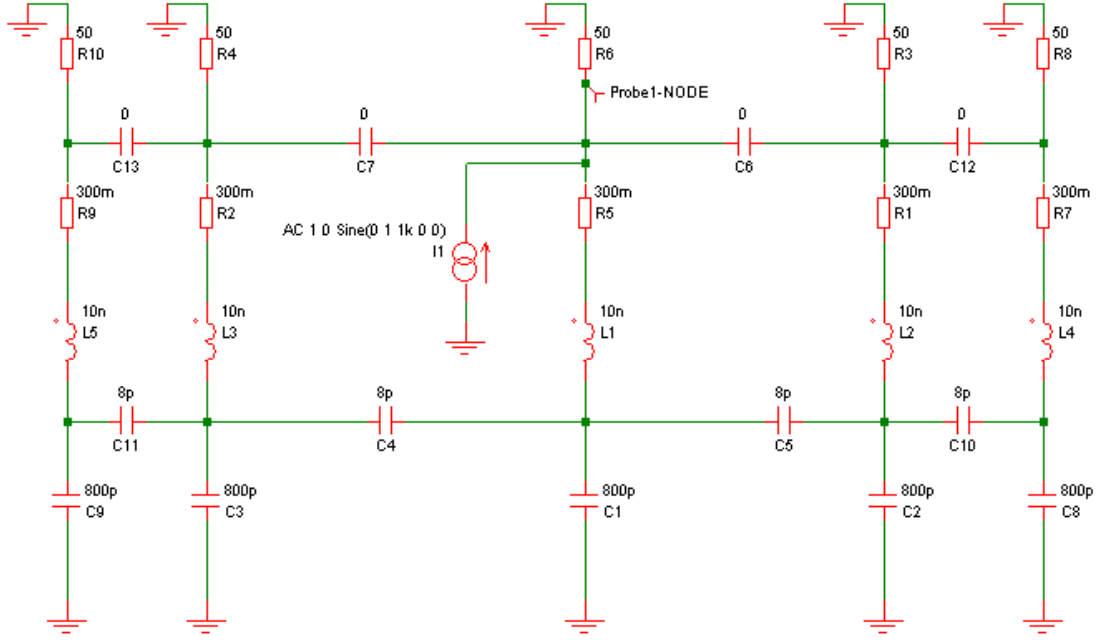 50
R10
50
R4
50
R6
50
R3
50
R8
Probe1-NODE
0
C13
0
C7
0
C6
0
C12
300m
R9
300m
R2
300m
R5
300m
R1
300m
R7
AC 1 0 Sine(0 1 1k 0 0)
I1
10n
L5
10n
L3
10n
L1
10n
L2
10n
L4
8p
C11
8p
C4
8p
C5
8p
C10
800p
C9
800p
C3
800p
C1
800p
C2
800p
C8